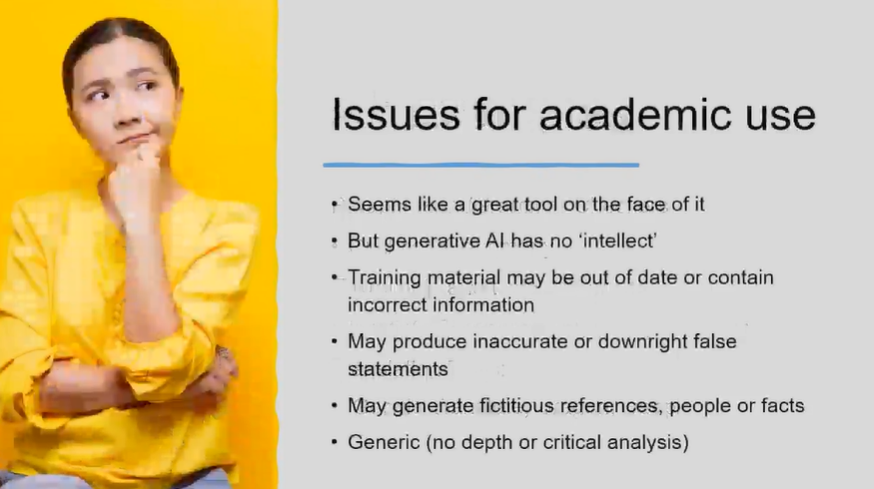 Issues for academic use
• Seems like a great tool on the face of it
• But generative AI has no ‘intellect’
• Training material may be out of date or contain
incorrect information
• May produce inaccurate or downright false
statements
• May generate fictitious references, people or facts
• Generic (no depth or critical analysis)